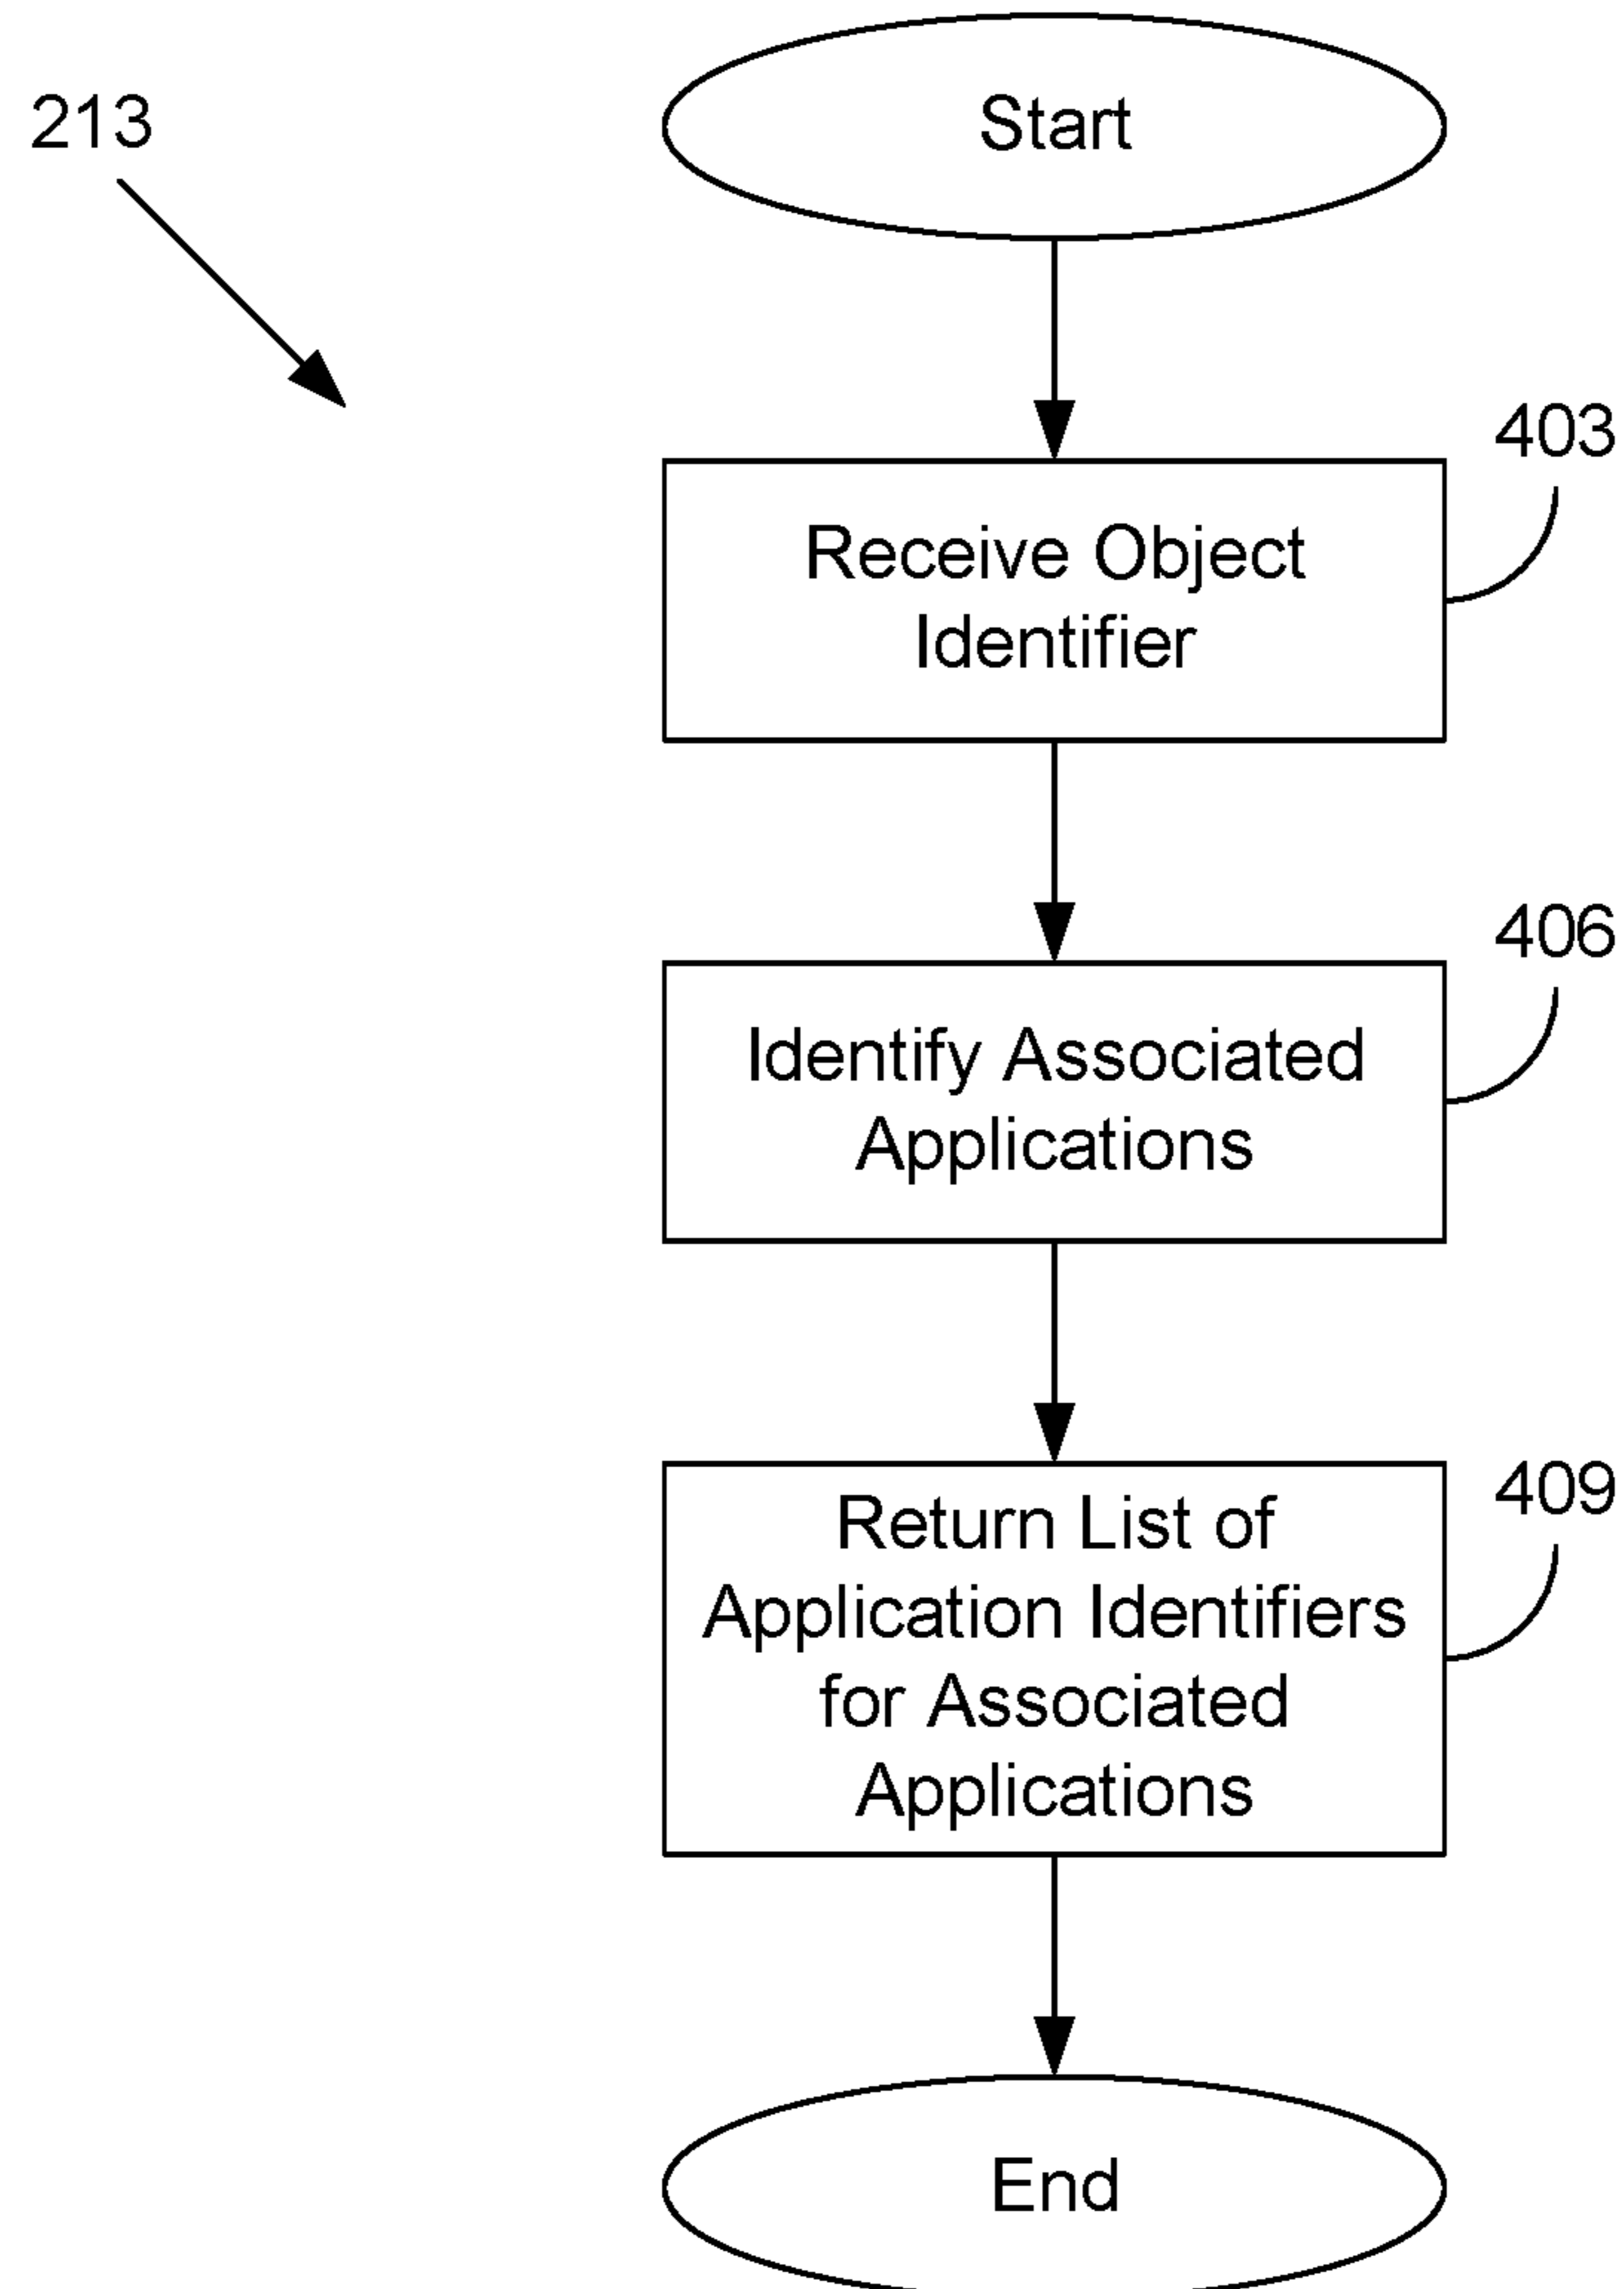 213
Start
403
Receive Object
Identifier
406
Identify Associated
Applications
409
Return List of
Application Identifiers
for Associated
Applications
End